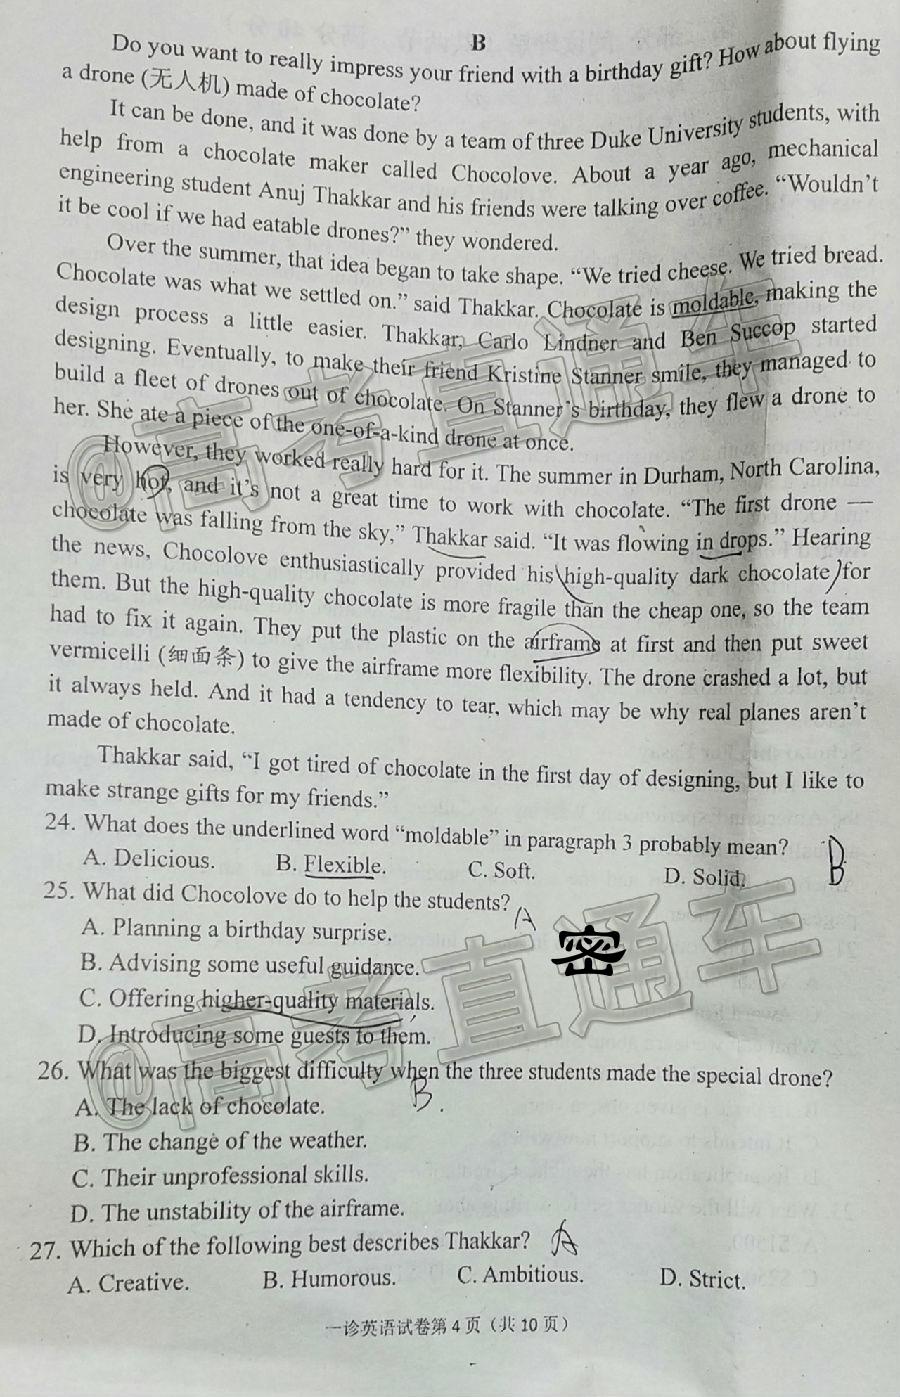 B
Do you want to really impress your friend with a birthday gift? How about flying
a drone (无人机) made of chocolate?
It can be done, and it was done by a team of three Duke University students, with
help from a chocolate maker called Chocolove. About a year ago, mechanical
engineering student Anuj Thakkar and his friends were talking over coffee. “Wouldn’t
it be cool if we had eatable drones?” they wondered.
Over the summer, that idea began to take shape. “We tried cheese. We tried bread.
Chocolate was what we settled on.” said Thakkar. Chocolate is moldable, making the
design process a little easier. Thakkar, Carlo Lindner and Ben Succop started
designing. Eventually, to make their friend Kristine Stanner smile, they managed to
build a fleet of drones out of chocolate. On Stanner’s birthday, they flew a drone to
her. She ate a piece of the one-of-a-kind drone at once.
However, they worked really hard for it. The summer in Durham, North Carolina,
is very hot, and it’s not a great time to work with chocolate. “The first drone —
chocolate was falling from the sky,” Thakkar said. “It was flowing in drops.” Hearing
the news, Chocolove enthusiastically provided his high-quality dark chocolate for
them. But the high-quality chocolate is more fragile than the cheap one, so the team
had to fix it again. They put the plastic on the airframe at first and then put sweet
vermicelli (细面条) to give the airframe more flexibility. The drone crashed a lot, but
it always held. And it had a tendency to tear, which may be why real planes aren’t
made of chocolate.
Thakkar said, “I got tired of chocolate in the first day of designing, but I like to
make strange gifts for my friends.”
24. What does the underlined word “moldable” in paragraph 3 probably mean? B
A. Delicious. B. Flexible. C. Soft. D. Solid.
25. What did Chocolove do to help the students? A
A. Planning a birthday surprise.
B. Advising some useful guidance.
C. Offering higher-quality materials.
D. Introducing some guests to them.
密
@高考直通车
@高考直通车
26. What was the biggest difficulty when the three students made the special drone?
A. The lack of chocolate. B.
B. The change of the weather.
C. Their unprofessional skills.
D. The unstability of the airframe.
27. Which of the following best describes Thakkar? A
A. Creative. B. Humorous. C. Ambitious. D. Strict.
一诊英语试卷第 4 页（共 10 页）